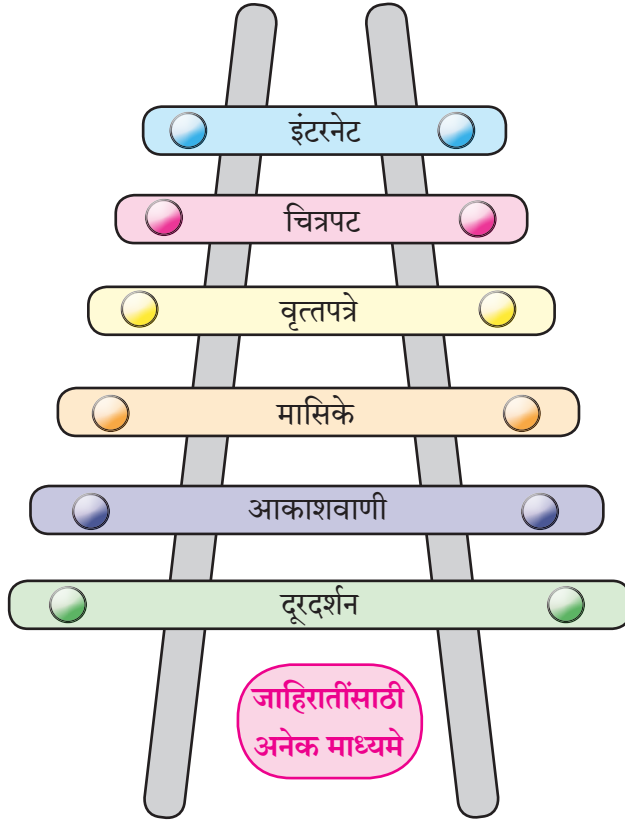 इंटरनेट
चित्रपट
वृत्तपत्रे
मासिके
आकाशवाणी
दूरदर्शन
जाहिरातींसाठी
अनेक माध्यमे